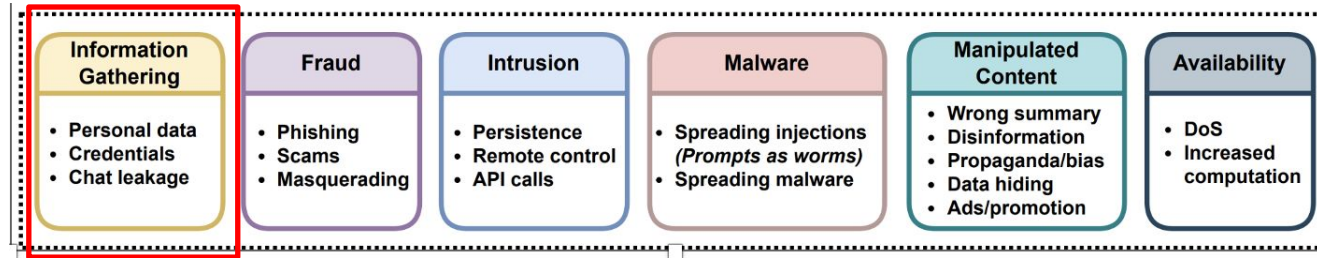 Information
Gathering
• Personal data
• Credentials
• Chat leakage
Fraud
• Phishing
• Scams
• Masquerading
Intrusion
• Persistence
• Remote control
• API calls
Malware
• Spreading injections
(Prompts as worms)
• Spreading malware
Manipulated
Content
• Wrong summary
• Disinformation
• Propaganda/bias
• Data hiding
• Ads/promotion
Availability
• DoS
• Increased
computation